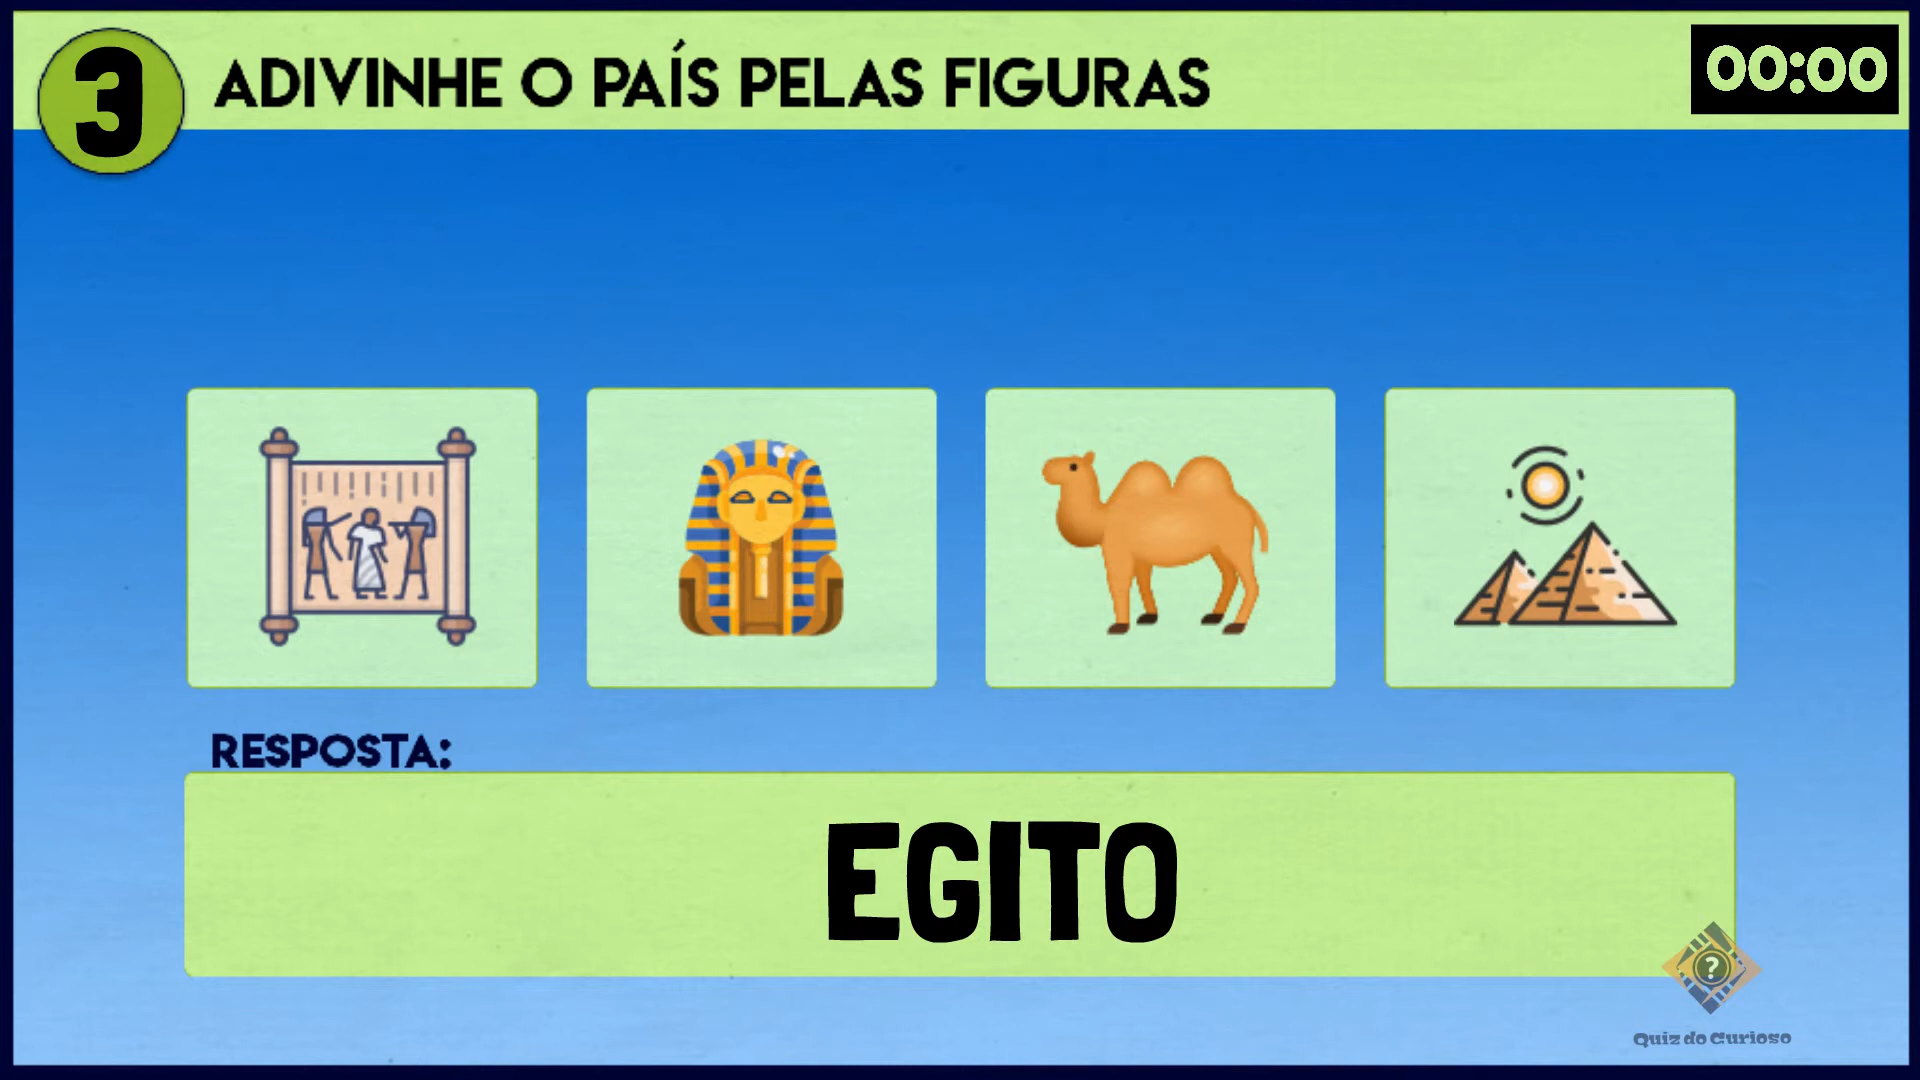 3
ADIVINHE O PAÍS PELAS FIGURAS
00:00
RESPOSTA:
EGITO
?
Quiz do Curioso